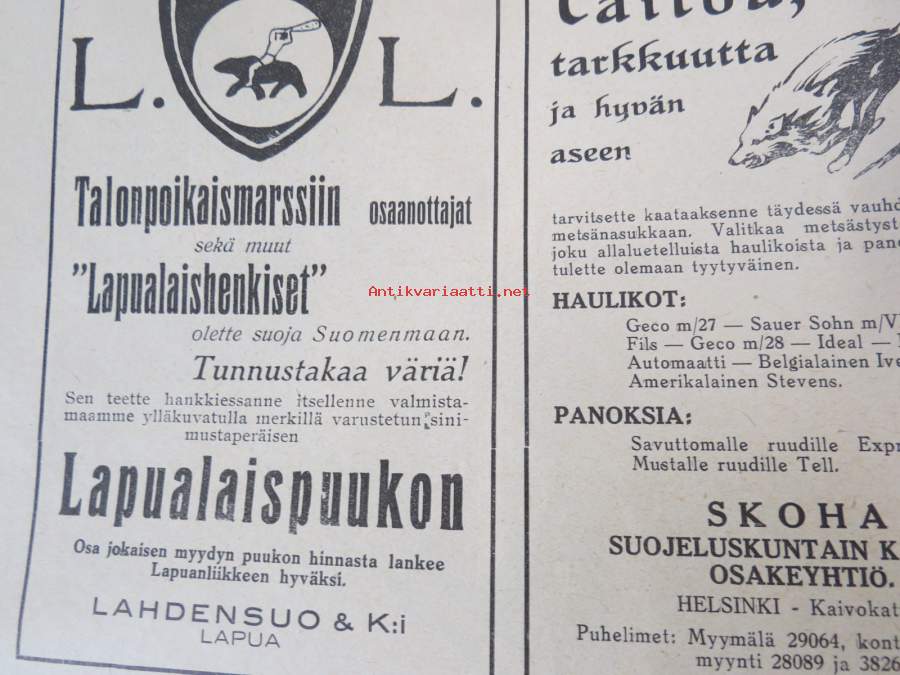 L. L.
Talonpoikaismarssiin osaanottajat
sekä muut
"Lapualaishenkiset"
olette suoja Suomenmaan.
Tunnustakaa väriä!
Sen teette hankkiessanne itsellenne valmista-
maamme ylläkuvatulla merkillä varustetun sini-
mustaperäisen
Lapualaispuukon
Osa jokaisen myydyn puukon hinnasta lankee
Lapuanliikkeen hyväksi.
LAHDENSUO & K:i
LAPUA
tarkkuutta
ja hyvän
aseen
tarvitsette kaataaksenne täydessä
metsänasukkaan. Valitkaa
joku allaluetelluista haulikoista ja
tulette olemaan tyytyväinen.
HAULIKOT:
Geco m/27 — Sauer Sohn
Fils — Geco m/28 — Ideal —
Automaatti — Belgialainen
Amerikalainen Stevens.
PANOKSIA:
Savuttomalle ruudille
Mustalle ruudille Tell.
SKOHA
SUOJELUSKUNTAIN
OSAKEYHTIÖ.
HELSINKI -
Puhelimet: Myymälä 29064,
myynti 28089 ja
Antikvariaatti.net